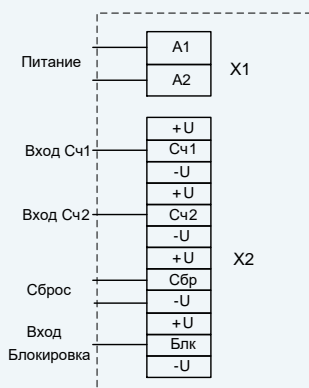 Питание
A1
A2
X1
+U
Вход Сч1
Сч1
-U
+U
Вход Сч2
Сч2
-U
+U
X2
Сбр
Сброс
-U
+U
Вход
Блокировка
Блк
-U